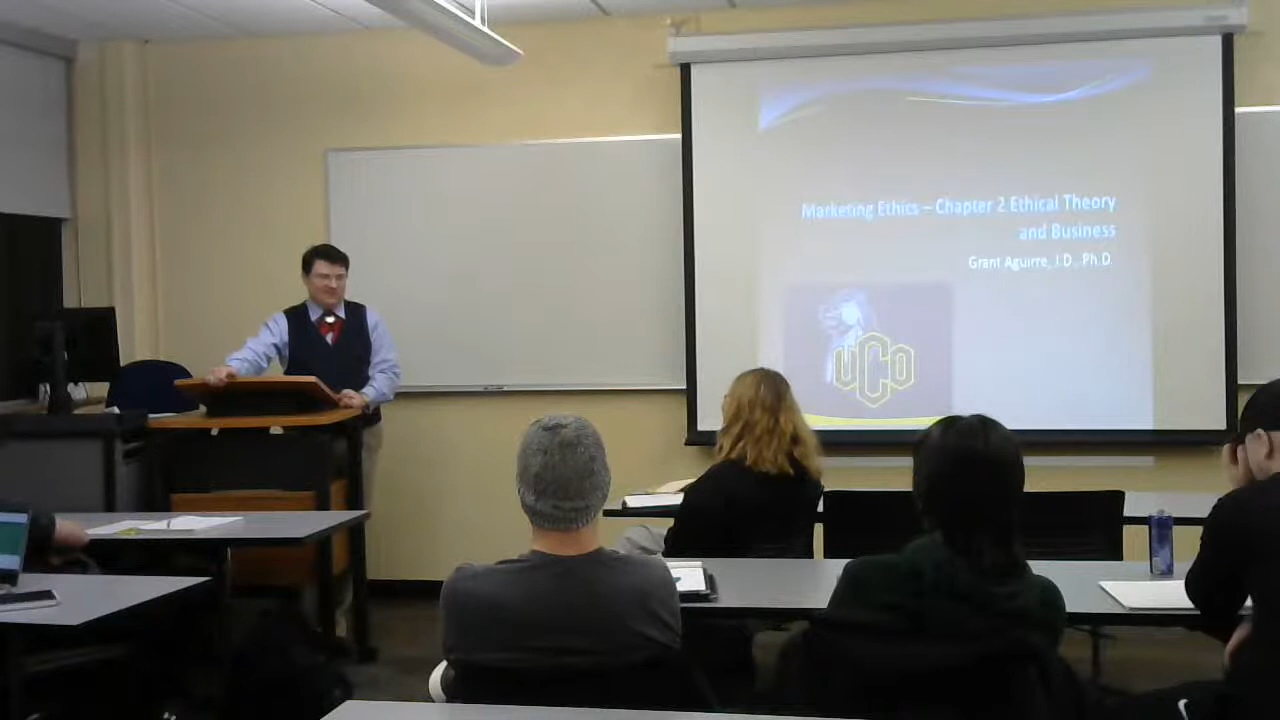 Marketing Ethics – Chapter 2 Ethical Theory
and Business
Grant Aguirre, J.D., Ph.D.
UCO